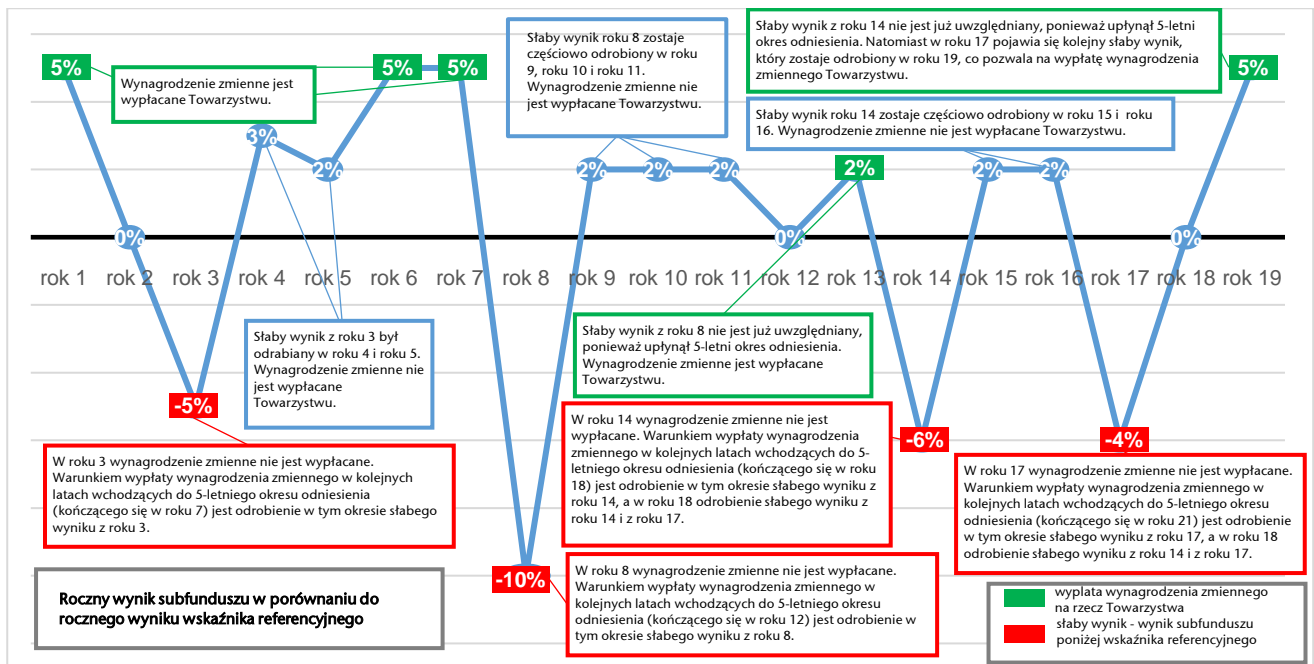 Słaby wynik z roku 14 nie jest już uwzględniany, ponieważ upłynął 5-letni
okres odniesienia. Natomiast w roku 17 pojawia się kolejny słaby wynik,
który zostaje odrobiony w roku 19, co pozwala na wypłatę wynagrodzenia
zmiennego Towarzystwu.
Słaby wynik roku 8 zostaje
częściowo odrobiony w roku
9, roku 10 i roku 11.
Wynagrodzenie zmienne nie
jest wypłacane Towarzystwu.
Wynagrodzenie zmienne jest
wypłacane Towarzystwu.
Słaby wynik roku 14 zostaje częściowo odrobiony w roku 15 i roku
16. Wynagrodzenie zmienne nie jest wypłacane Towarzystwu.
5%
0%
-5%
3%
2%
5%
5%
-10%
2%
2%
2%
0%
2%
-6%
2%
2%
-4%
0%
5%
rok 1 rok 2 rok 3 rok 4 rok 5 rok 6 rok 7 rok 8 rok 9 rok 10 rok 11 rok 12 rok 13 rok 14 rok 15 rok 16 rok 17 rok 18 rok 19
Słaby wynik z roku 3 był
odrabiany w roku 4 i roku 5.
Wynagrodzenie zmienne nie
jest wypłacane
Towarzystwu.
Słaby wynik z roku 8 nie jest już uwzględniany,
ponieważ upłynął 5-letni okres odniesienia.
Wynagrodzenie zmienne jest wypłacane
Towarzystwu.
W roku 3 wynagrodzenie zmienne nie jest wypłacane.
Warunkiem wypłaty wynagrodzenia zmiennego w kolejnych
latach wchodzących do 5-letniego okresu odniesienia
(kończącego się w roku 7) jest odrobienie w tym okresie słabego
wyniku z roku 3.
W roku 14 wynagrodzenie zmienne nie jest
wypłacane. Warunkiem wypłaty wynagrodzenia
zmiennego w kolejnych latach wchodzących do 5-
letniego okresu odniesienia (kończącego się w roku
18) jest odrobienie w tym okresie słabego wyniku z
roku 14, a w roku 18 odrobienie słabego wyniku z
roku 14 i z roku 17.
W roku 17 wynagrodzenie zmienne nie jest wypłacane.
Warunkiem wypłaty wynagrodzenia zmiennego w
kolejnych latach wchodzących do 5-letniego okresu
odniesienia (kończącego się w roku 21) jest odrobienie
w tym okresie słabego wyniku z roku 17, a w roku 18
odrobienie słabego wyniku z roku 14 i z roku 17.
W roku 8 wynagrodzenie zmienne nie jest wypłacane.
Warunkiem wypłaty wynagrodzenia zmiennego w
kolejnych latach wchodzących do 5-letniego okresu
odniesienia (kończącego się w roku 12) jest odrobienie w
tym okresie słabego wyniku z roku 8.
Roczny wynik subfunduszu w porównaniu do
rocznego wyniku wskaźnika referencyjnego
wyplata wynagrodzenia zmiennego
na rzecz Towarzystwa
słaby wynik - wynik subfunduszu
poniżej wskaźnika referencyjnego